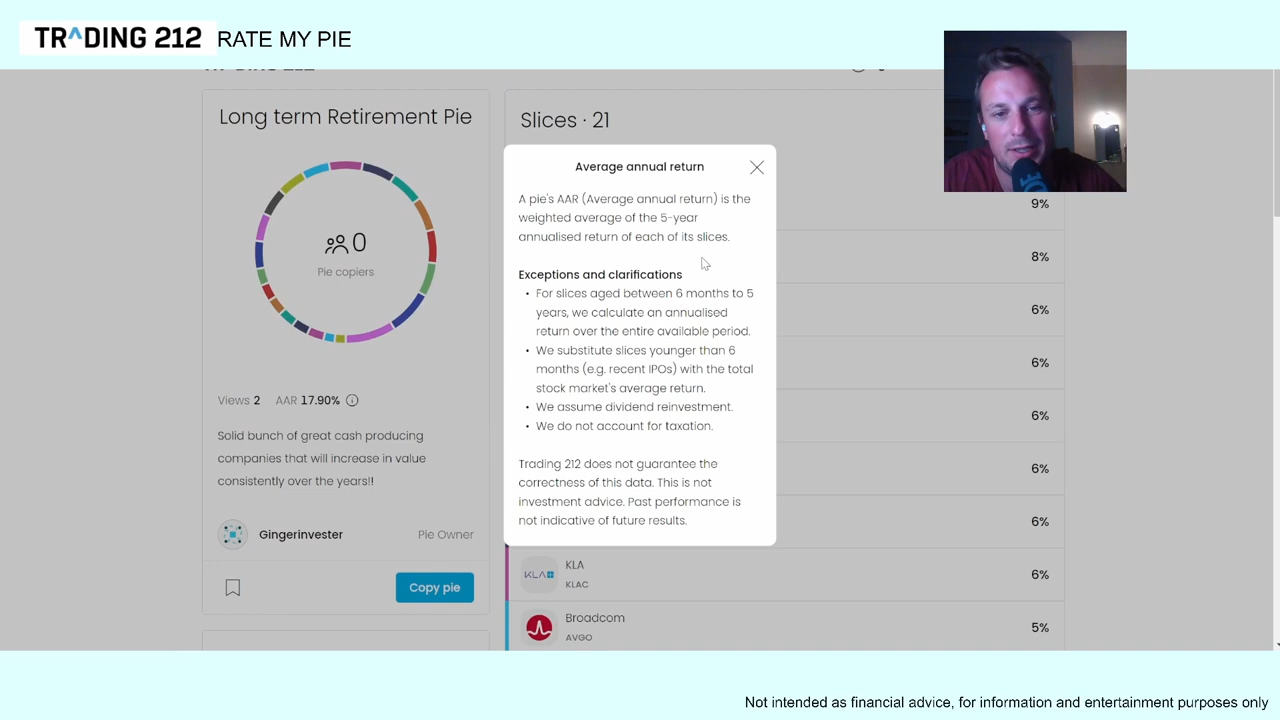 TRADING 212 RATE MY PIE
Long term Retirement Pie
0
Pie copiers
Views 2 AAR 17.90%
Solid bunch of great cash producing
companies that will increase in value
consistently over the years!!
Gingerinvester Pie Owner
Copy pie
Slices · 21
Average annual return
A pie's AAR (Average annual return) is the
weighted average of the 5-year
annualised return of each of its slices.
Exceptions and clarifications
• For slices aged between 6 months to 5
years, we calculate an annualised
return over the entire available period.
• We substitute slices younger than 6
months (e.g. recent IPOs) with the total
stock market's average return.
• We assume dividend reinvestment.
• We do not account for taxation.
Trading 212 does not guarantee the
correctness of this data. This is not
investment advice. Past performance is
not indicative of future results.
9%
8%
6%
6%
6%
6%
6%
KLA
KLA
KLAC
6%
Broadcom
AVGO
5%
Not intended as financial advice, for information and entertainment purposes only